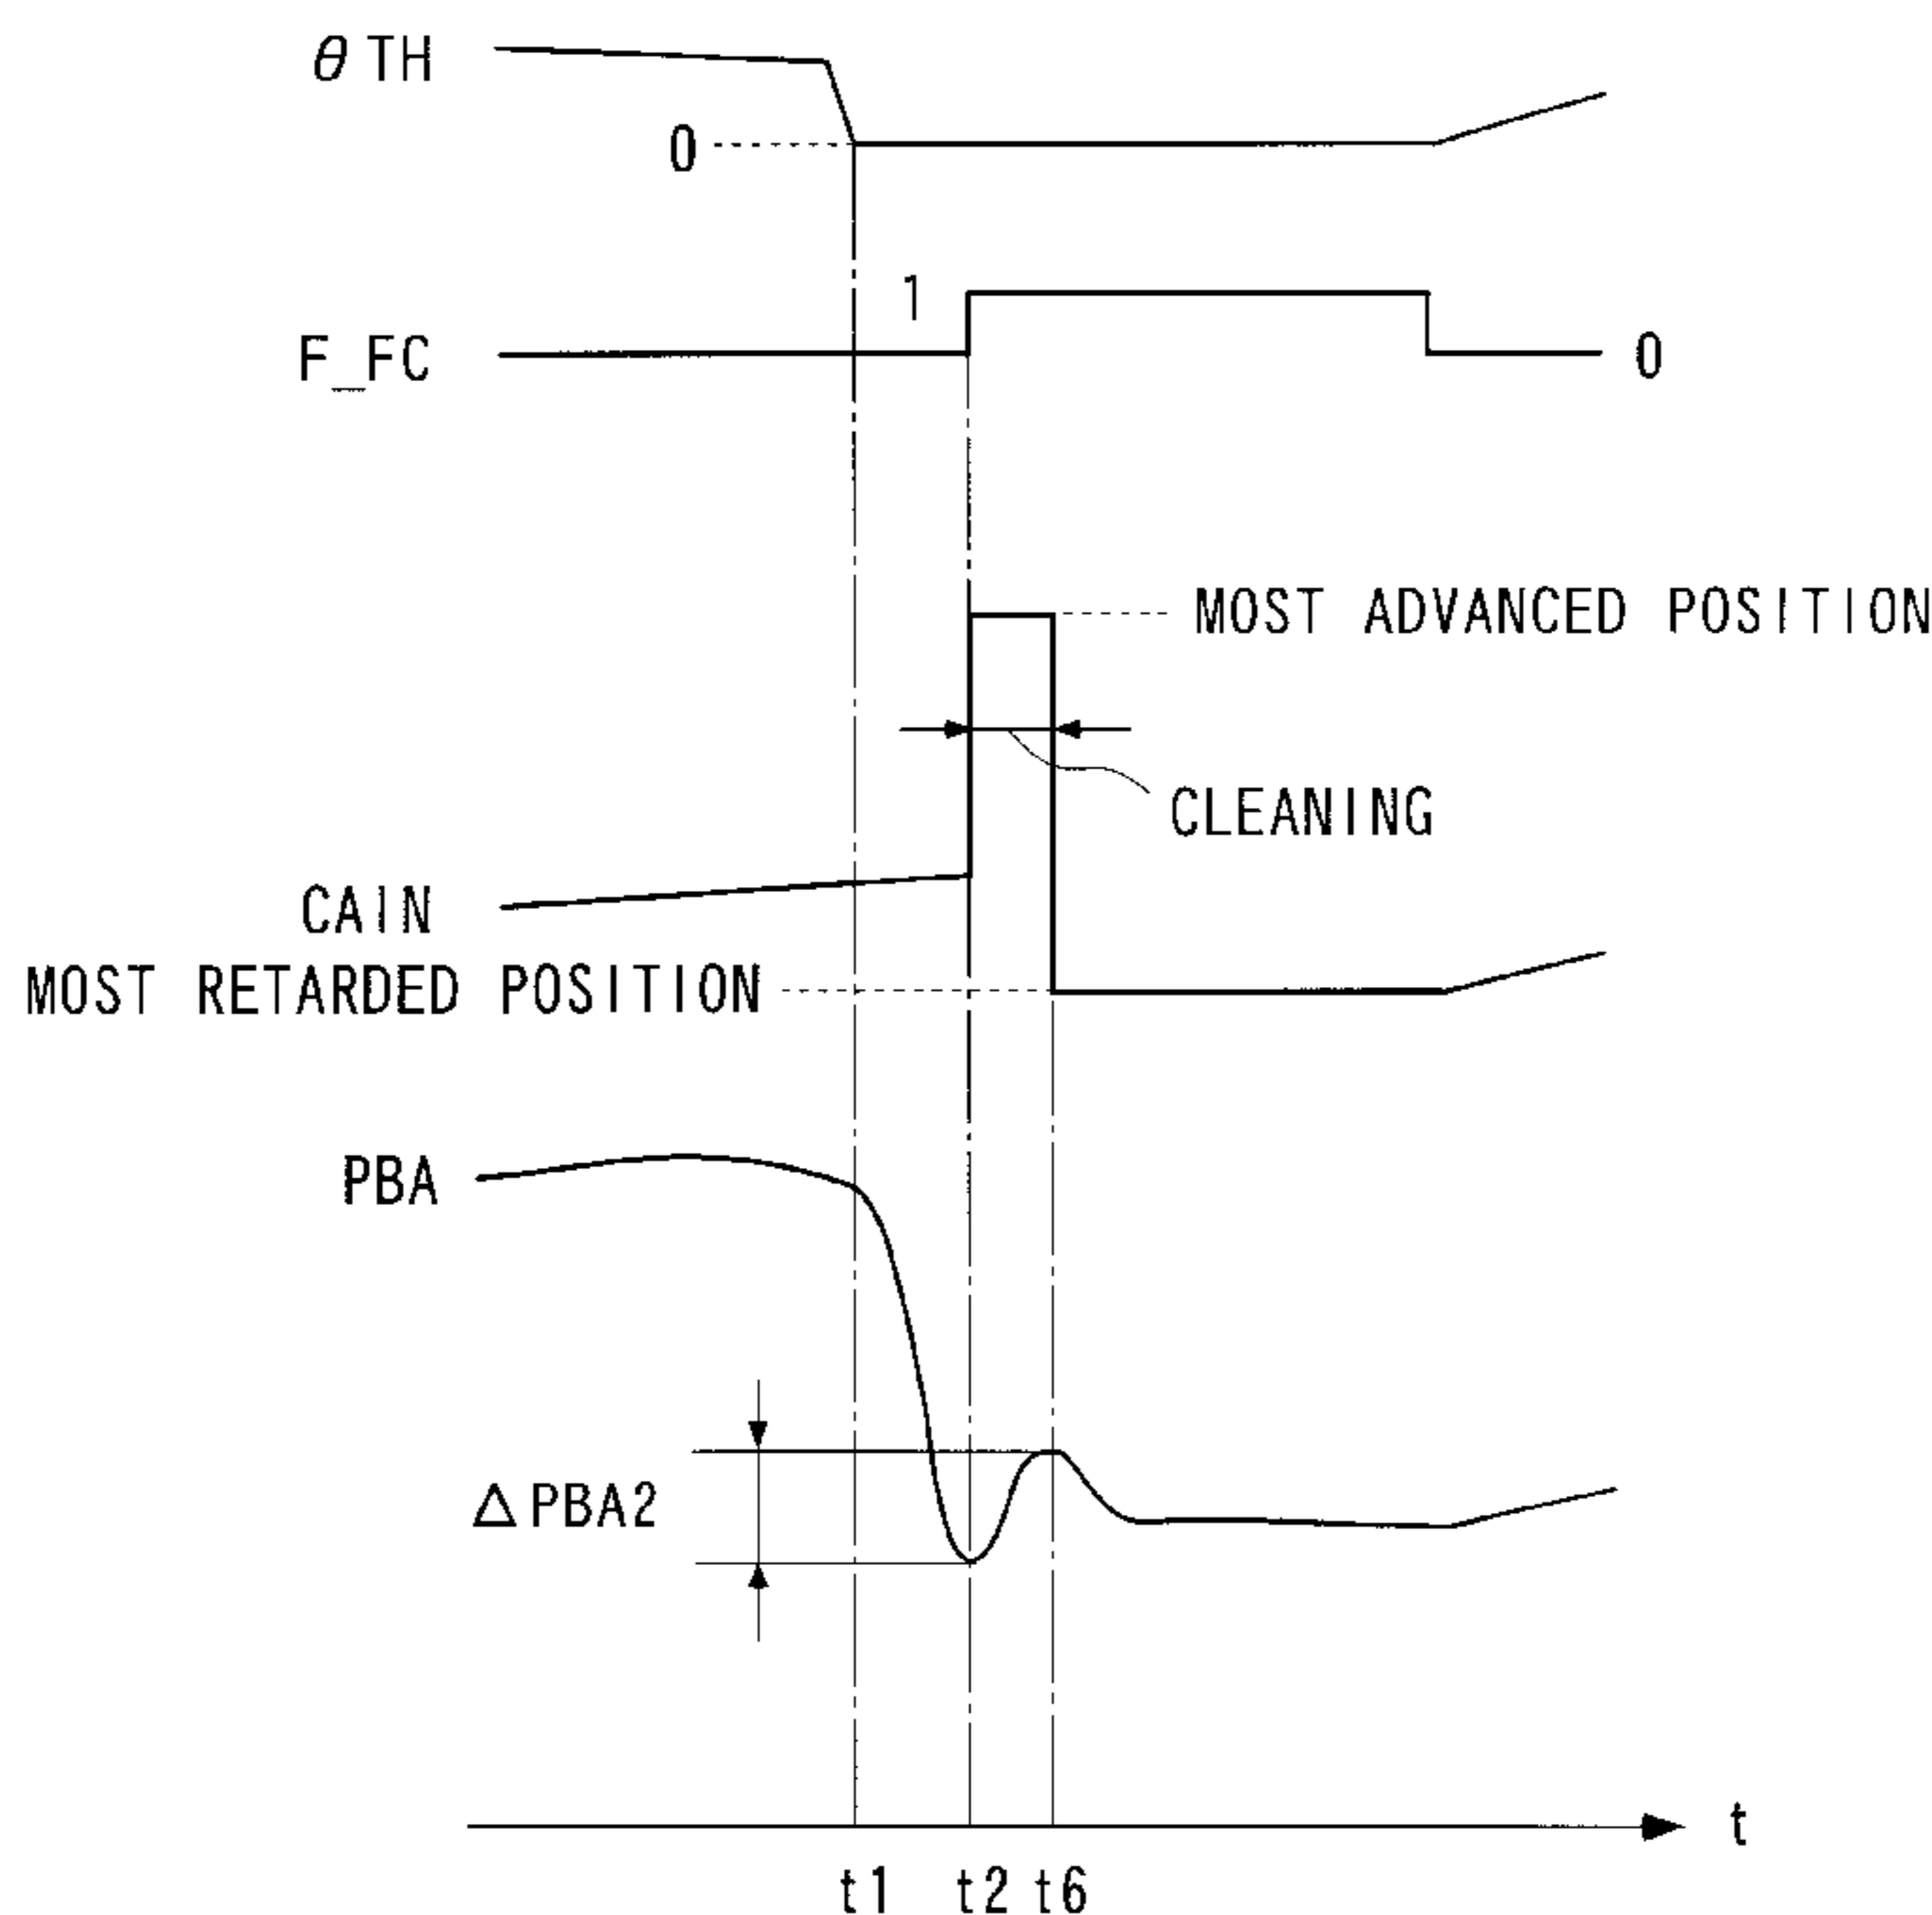 θTH
0
1
F_FC
0
MOST ADVANCED POSITION
CLEANING
CAIN
MOST RETARDED POSITION
PBA
ΔPBA2
t
t1 t2 t6